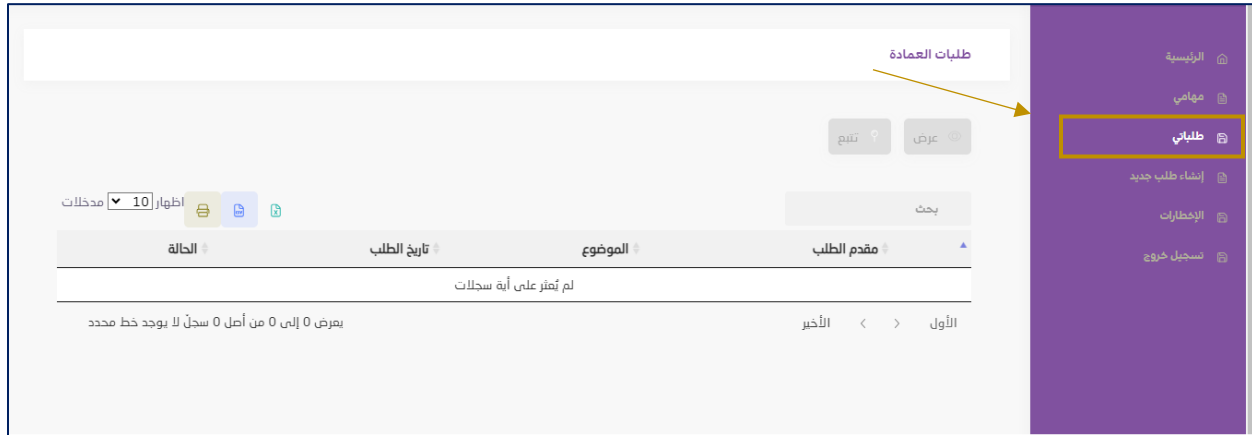 الرئيسية
مهامي
طلباتي
إنشاء طلب جديد
الإخطارات
تسجيل خروج
طلبات العمادة
عرض
تتبع
بحث
اظهار 10 مدخلات
مقدم الطلب الموضوع تاريخ الطلب الحالة
لم يُعثر على أية سجلات
الأول الأخير
يعرض 0 إلى 0 من أصل 0 سجلّ لا يوجد خط محدد